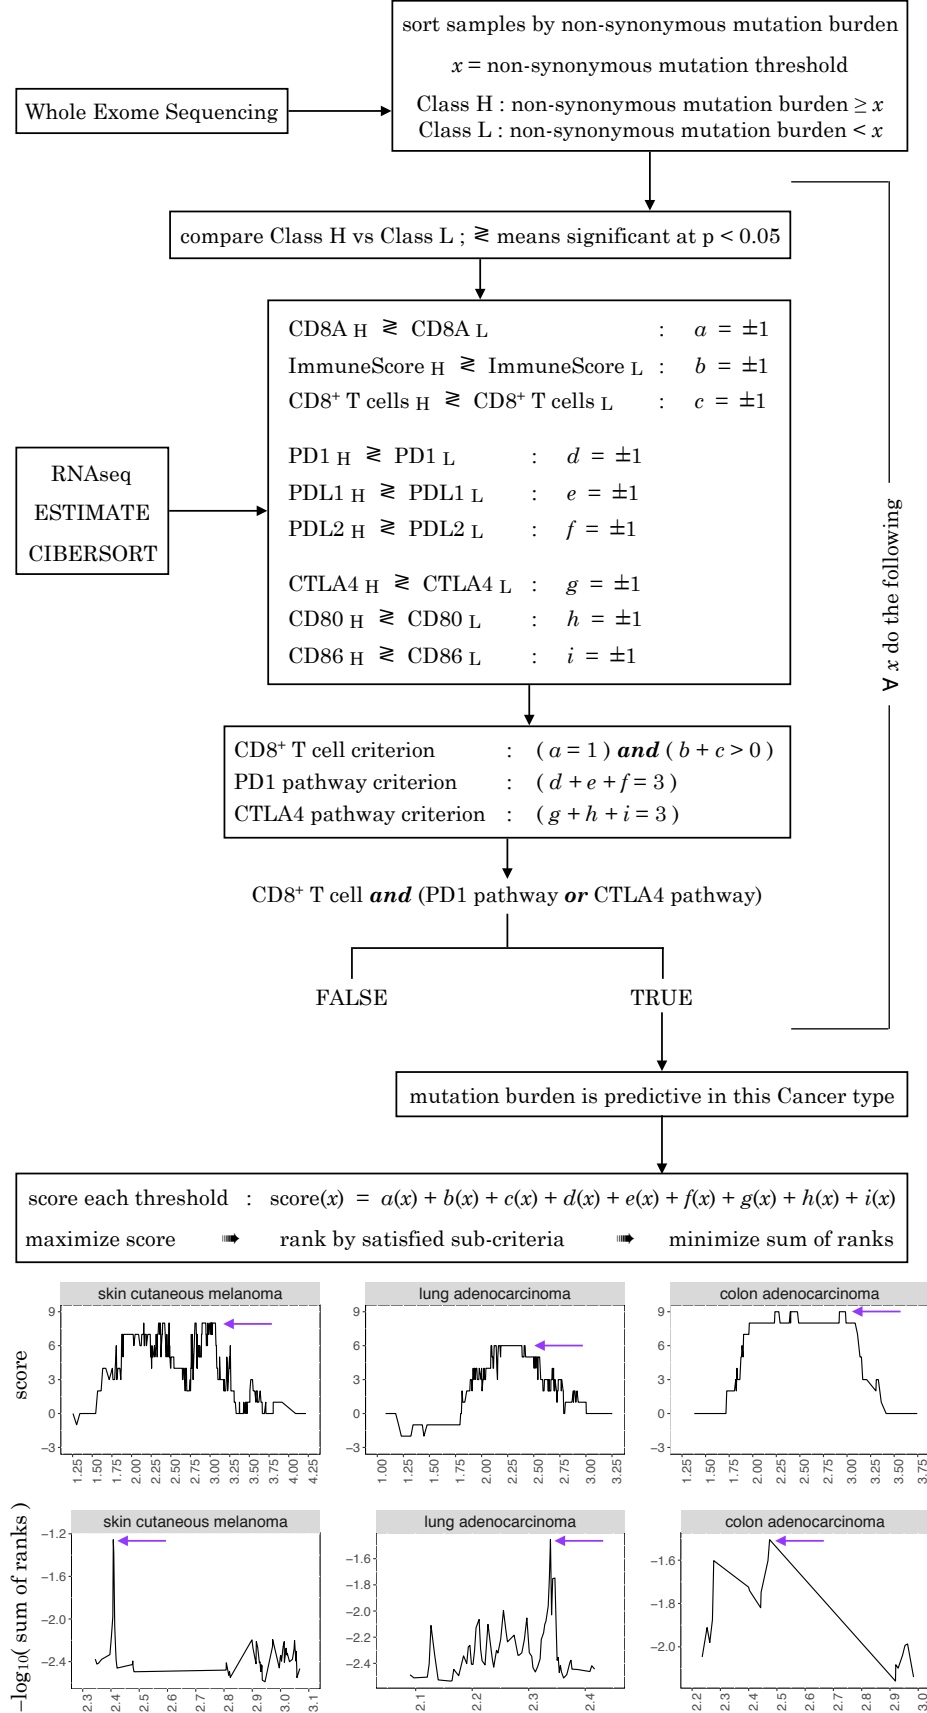 sort samples by non-synonymous mutation burden
x = non-synonymous mutation threshold
Class H : non-synonymous mutation burden ≥ x
Class L : non-synonymous mutation burden < x
Whole Exome Sequencing
compare Class H vs Class L ; ≷ means significant at p < 0.05
CD8A H ≷ CD8A L : a = ±1
ImmuneScore H ≷ ImmuneScore L : b = ±1
CD8+ T cells H ≷ CD8+ T cells L : c = ±1
PD1 H ≷ PD1 L : d = ±1
PDL1 H ≷ PDL1 L : e = ±1
PDL2 H ≷ PDL2 L : f = ±1
CTLA4 H ≷ CTLA4 L : g = ±1
CD80 H ≷ CD80 L : h = ±1
CD86 H ≷ CD86 L : i = ±1
RNAseq
ESTIMATE
CIBERSORT
∀ x do the following
CD8+ T cell criterion : ( a = 1 ) and ( b + c > 0 )
PD1 pathway criterion : ( d + e + f = 3 )
CTLA4 pathway criterion : ( g + h + i = 3 )
CD8+ T cell and (PD1 pathway or CTLA4 pathway)
FALSE TRUE
mutation burden is predictive in this Cancer type
score each threshold : score(x) = a(x) + b(x) + c(x) + d(x) + e(x) + f(x) + g(x) + h(x) + i(x)
maximize score ➠ rank by satisfied sub-criteria ➠ minimize sum of ranks
skin cutaneous melanoma lung adenocarcinoma colon adenocarcinoma
score
9 6 3 0 −3
1.25 1.50 1.75 2.00 2.25 2.50 2.75 3.00 3.25 3.50 3.75 4.00 4.25
9 6 3 0 −3
1.00 1.25 1.50 1.75 2.00 2.25 2.50 2.75 3.00 3.25
9 6 3 0 −3
1.25 1.50 1.75 2.00 2.25 2.50 2.75 3.00 3.25 3.50 3.75
skin cutaneous melanoma lung adenocarcinoma colon adenocarcinoma
−log10( sum of ranks )
−1.2 −1.6 −2.0 −2.4
2.3 2.4 2.5 2.6 2.7 2.8 2.9 3.0 3.1
−1.6 −1.8 −2.0 −2.2 −2.4
2.1 2.2 2.3 2.4
−1.6 −1.8 −2.0
2.2 2.3 2.4 2.5 2.6 2.7 2.8 2.9 3.0